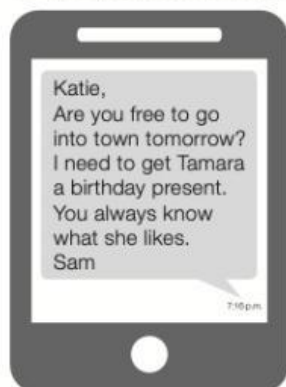 Katie,
Are you free to go
into town tomorrow?
I need to get Tamara
a birthday present.
You always know
what she likes.
Sam
7:16 p.m.